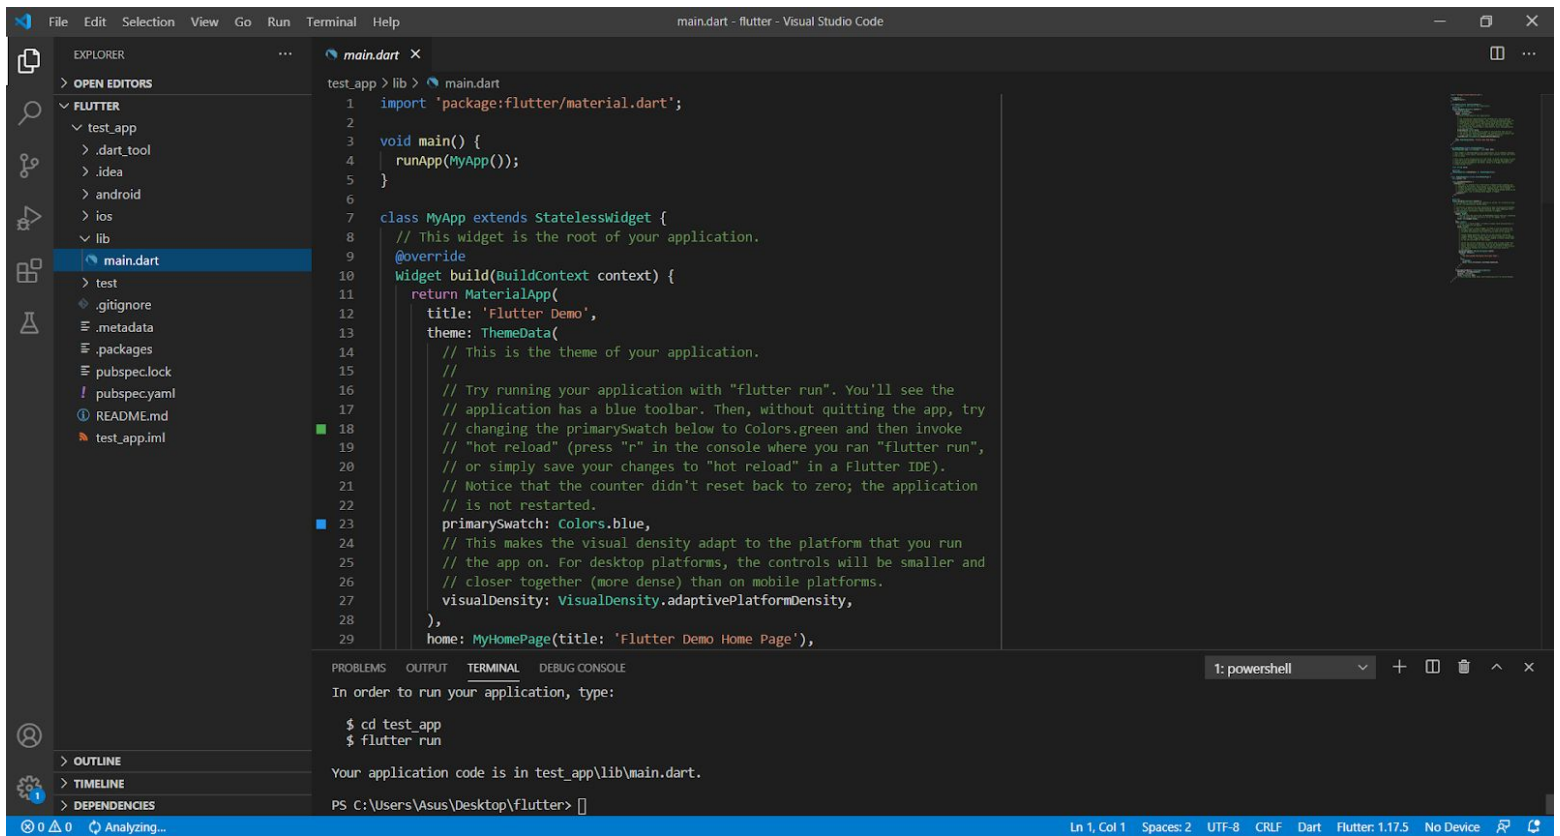 File Edit Selection View Go Run Terminal Help
main.dart - flutter - Visual Studio Code
EXPLORER
OPEN EDITORS
FLUTTER
test_app
.dart_tool
.idea
android
ios
lib
main.dart
test
.gitignore
.metadata
.packages
pubspec.lock
pubspec.yaml
README.md
test_app.iml
OUTLINE
TIMELINE
DEPENDENCIES
main.dart
test_app > lib > main.dart
1 import 'package:flutter/material.dart';
2
3 void main() {
4 runApp(MyApp());
5 }
6
7 class MyApp extends StatelessWidget {
8 // This widget is the root of your application.
9 @override
10 Widget build(BuildContext context) {
11 return MaterialApp(
12 title: 'Flutter Demo',
13 theme: ThemeData(
14 // This is the theme of your application.
15 //
16 // Try running your application with "flutter run". You'll see the
17 // application has a blue toolbar. Then, without quitting the app, try
18 // changing the primarySwatch below to Colors.green and then invoke
19 // "hot reload" (press "r" in the console where you ran "flutter run",
20 // or simply save your changes to "hot reload" in a Flutter IDE).
21 // Notice that the counter didn't reset back to zero; the application
22 // is not restarted.
23 primarySwatch: Colors.blue,
24 // This makes the visual density adapt to the platform that you run
25 // the app on. For desktop platforms, the controls will be smaller and
26 // closer together (more dense) than on mobile platforms.
27 visualDensity: VisualDensity.adaptivePlatformDensity,
28 ),
29 home: MyHomePage(title: 'Flutter Demo Home Page'),
PROBLEMS OUTPUT TERMINAL DEBUG CONSOLE
1: powershell
In order to run your application, type:
$ cd test_app
$ flutter run
Your application code is in test_app\lib\main.dart.
PS C:\Users\Asus\Desktop\flutter>
1
0 0 Analyzing...
Ln 1, Col 1 Spaces: 2 UTF-8 CRLF Dart Flutter: 1.17.5 No Device